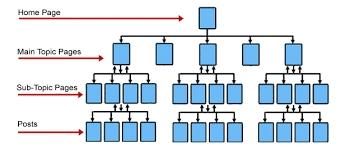 Home Page
Main Topic Pages
Sub-Topic Pages
Posts